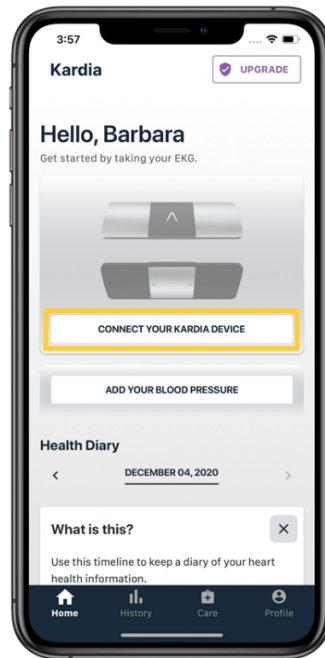 3:57
Kardia
UPGRADE
Hello, Barbara
Get started by taking your EKG.
CONNECT YOUR KARDIA DEVICE
ADD YOUR BLOOD PRESSURE
Health Diary
DECEMBER 04, 2020
What is this?
Use this timeline to keep a diary of your heart
health information.
Home History Care Profile